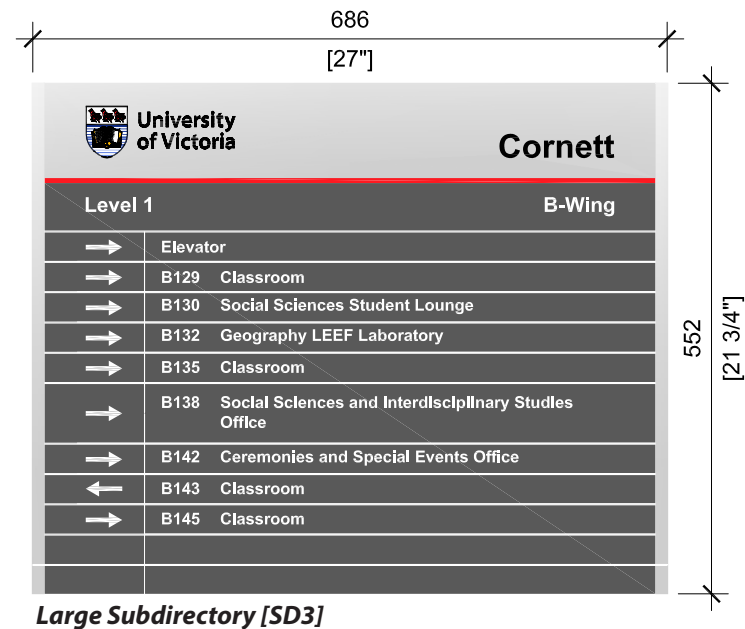 686
[27"]
University
of Victoria
Cornett
Level 1 B-Wing
Elevator
B129 Classroom
B130 Social Sciences Student Lounge
B132 Geography LEEF Laboratory
B135 Classroom
B138 Social Sciences and Interdisciplinary Studies
Office
B142 Ceremonies and Special Events Office
B143 Classroom
B145 Classroom
552
[21 3/4"]
Large Subdirectory [SD3]